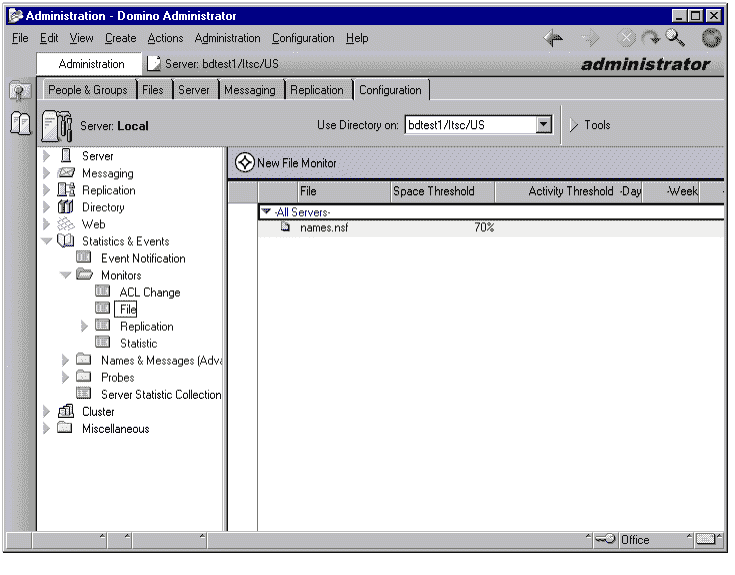 Administration - Domino Administrator
File Edit View Create Actions Administration Configuration Help
Administration Server: bdtest1/Itsc/US administrator
People & Groups Files Server Messaging Replication Configuration
Server: Local Use Directory on: bdtest1/Itsc/US Tools
Server
Messaging
Replication
Directory
Web
Statistics & Events
Event Notification
Monitors
ACL Change
File
Replication
Statistic
Names & Messages (Adva
Probes
Server Statistic Collection
Cluster
Miscellaneous
New File Monitor
File Space Threshold Activity Threshold -Day -Week -
-All Servers-
names.nsf 70%
Office